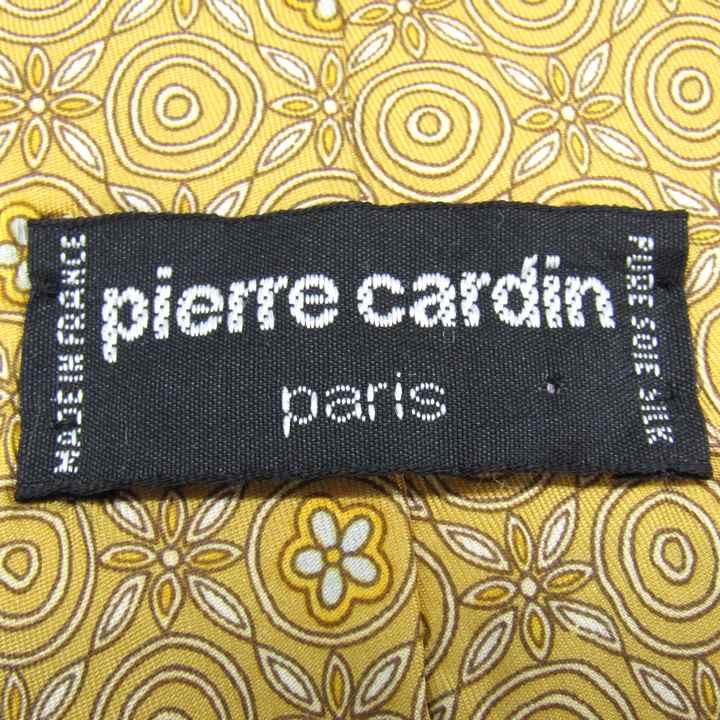 MADE IN FRANCE
pierre cardin
paris
PURE SOIE SILK